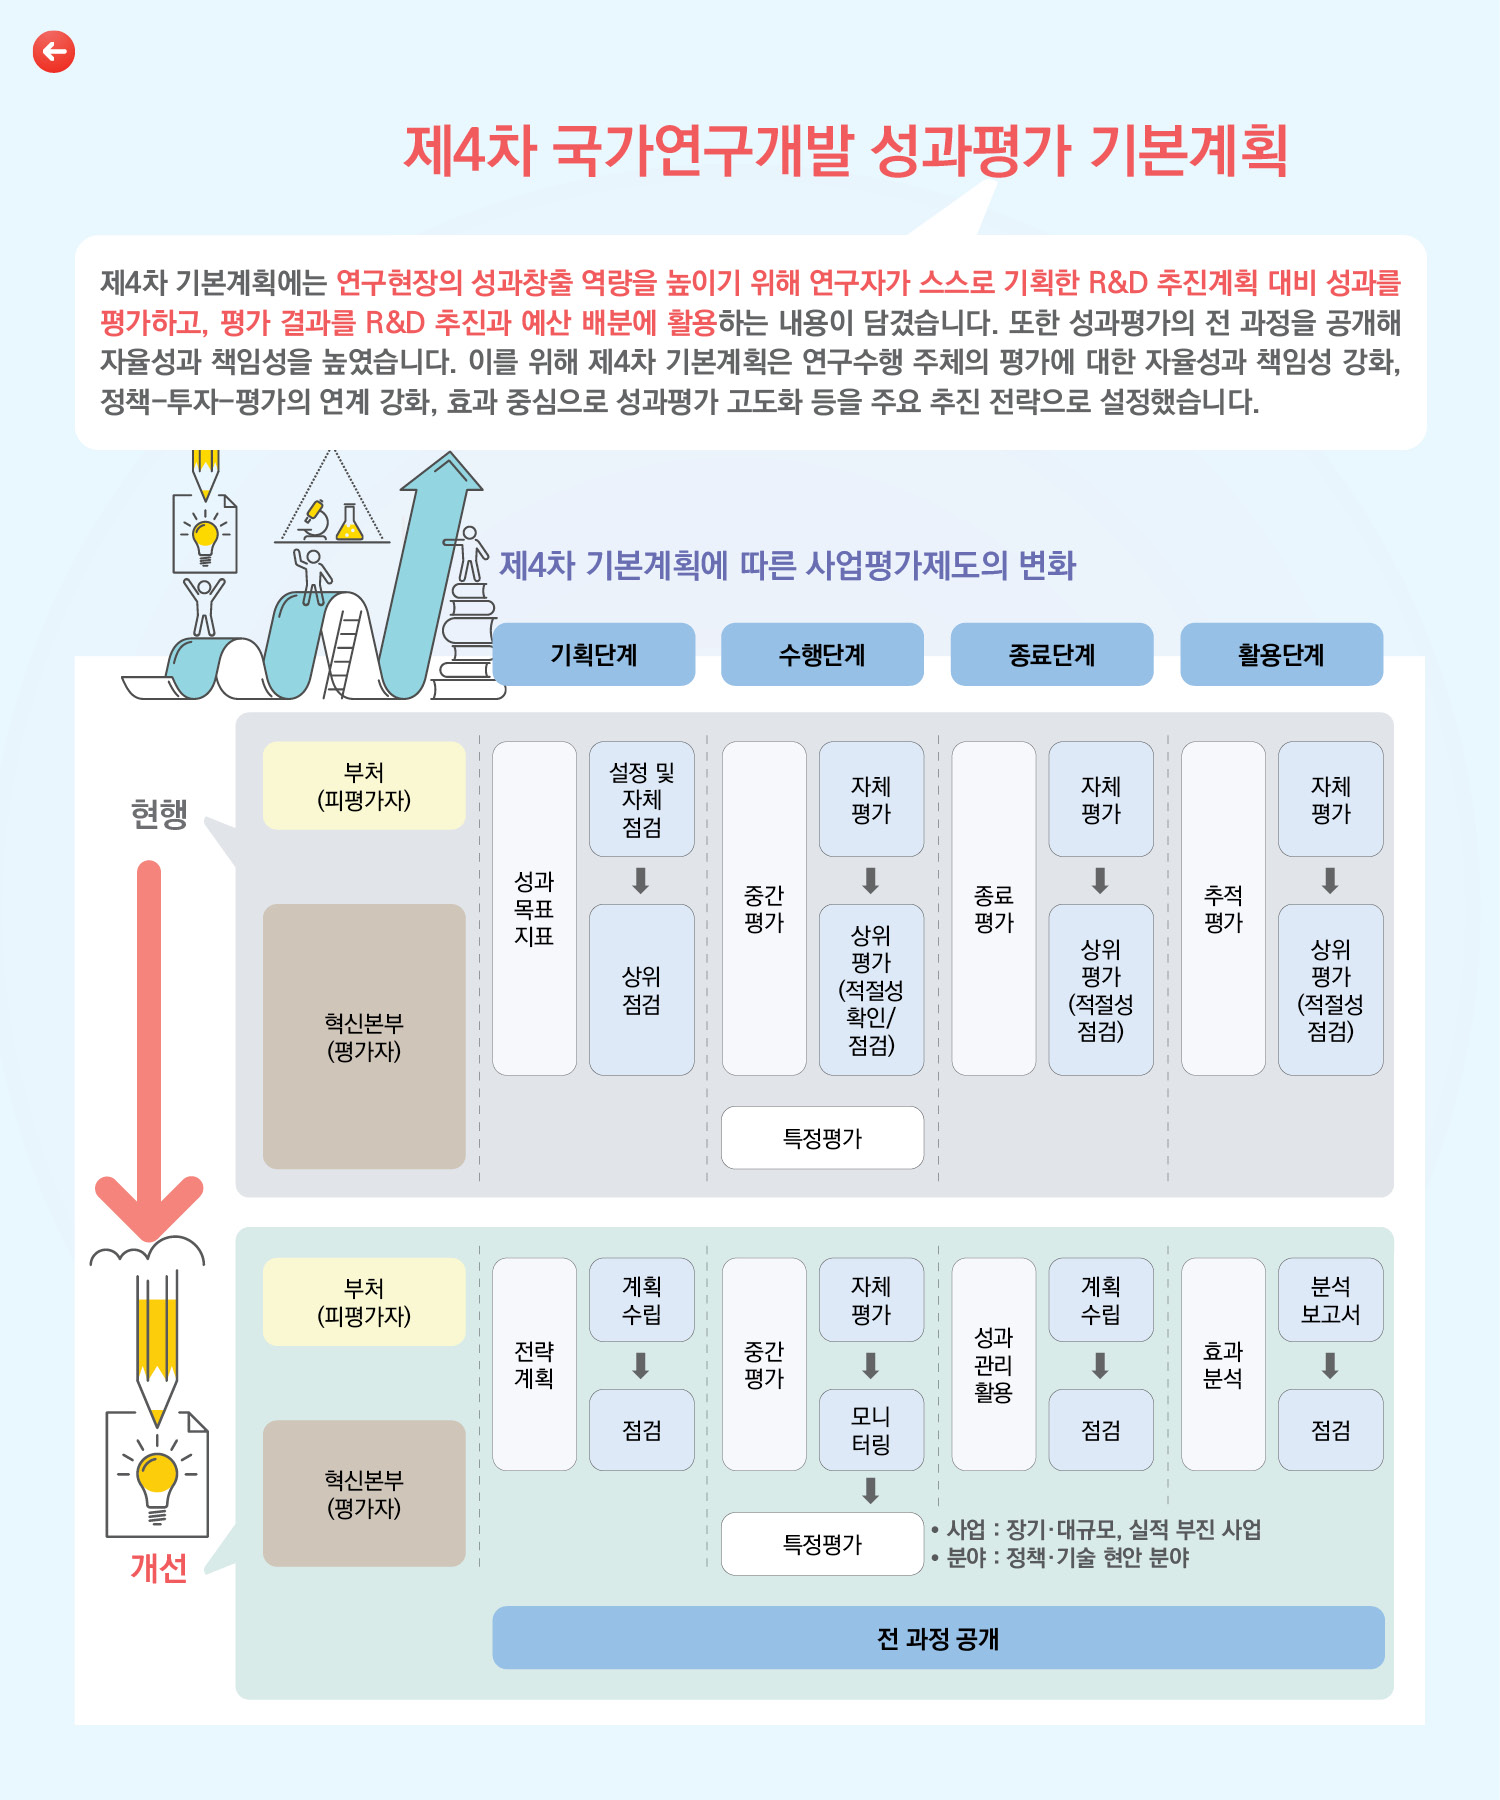 제4차 국가연구개발 성과평가 기본계획
제4차 기본계획에는 연구현장의 성과창출 역량을 높이기 위해 연구자가 스스로 기획한 R&D 추진계획 대비 성과를
평가하고, 평가 결과를 R&D 추진과 예산 배분에 활용하는 내용이 담겼습니다. 또한 성과평가의 전 과정을 공개해
자율성과 책임성을 높였습니다. 이를 위해 제4차 기본계획은 연구수행 주체의 평가에 대한 자율성과 책임성 강화,
정책-투자-평가의 연계 강화, 효과 중심으로 성과평가 고도화 등을 주요 추진 전략으로 설정했습니다.
제4차 기본계획에 따른 사업평가제도의 변화
기획단계
수행단계
종료단계
활용단계
현행
부처
(피평가자)
혁신본부
(평가자)
성과
목표
지표
설정 및
자체
점검
상위
점검
중간
평가
자체
평가
상위
평가
(적절성
확인/
점검)
특정평가
종료
평가
자체
평가
상위
평가
(적절성
점검)
추적
평가
자체
평가
상위
평가
(적절성
점검)
개선
부처
(피평가자)
혁신본부
(평가자)
전략
계획
계획
수립
점검
중간
평가
자체
평가
모니
터링
특정평가
성과
관리
활용
계획
수립
점검
효과
분석
분석
보고서
점검
• 사업 : 장기·대규모, 실적 부진 사업
• 분야 : 정책·기술 현안 분야
전 과정 공개